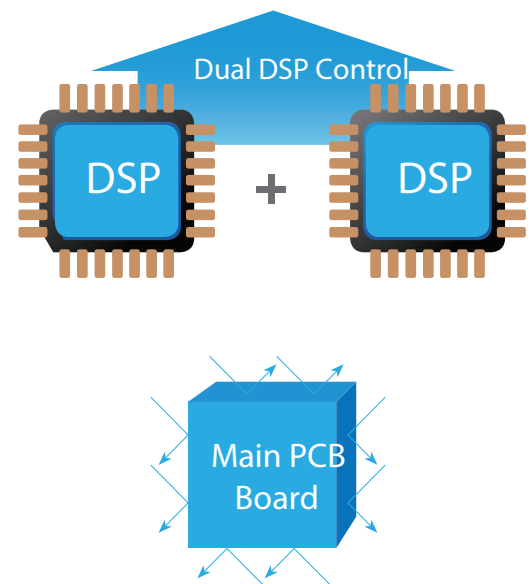 Dual DSP Control
DSP
DSP
+
Main PCB
Board